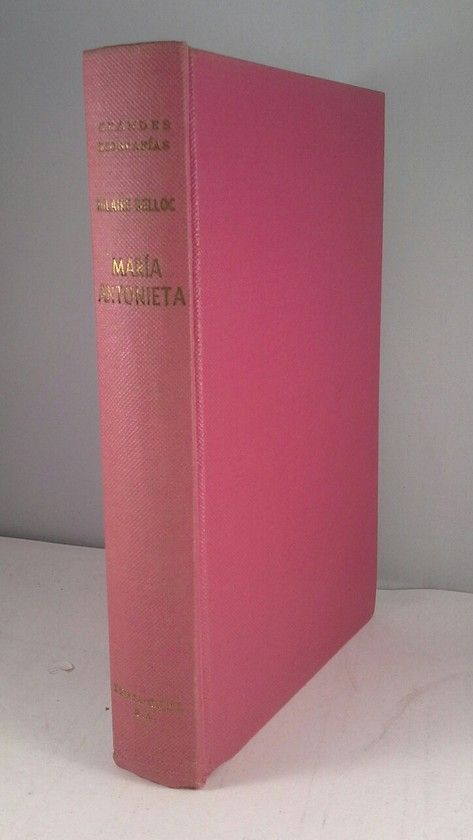 GRANDES
BIOGRAFÍAS
HILAIRE BELLOC
MARÍA
ANTONIETA
S.A.